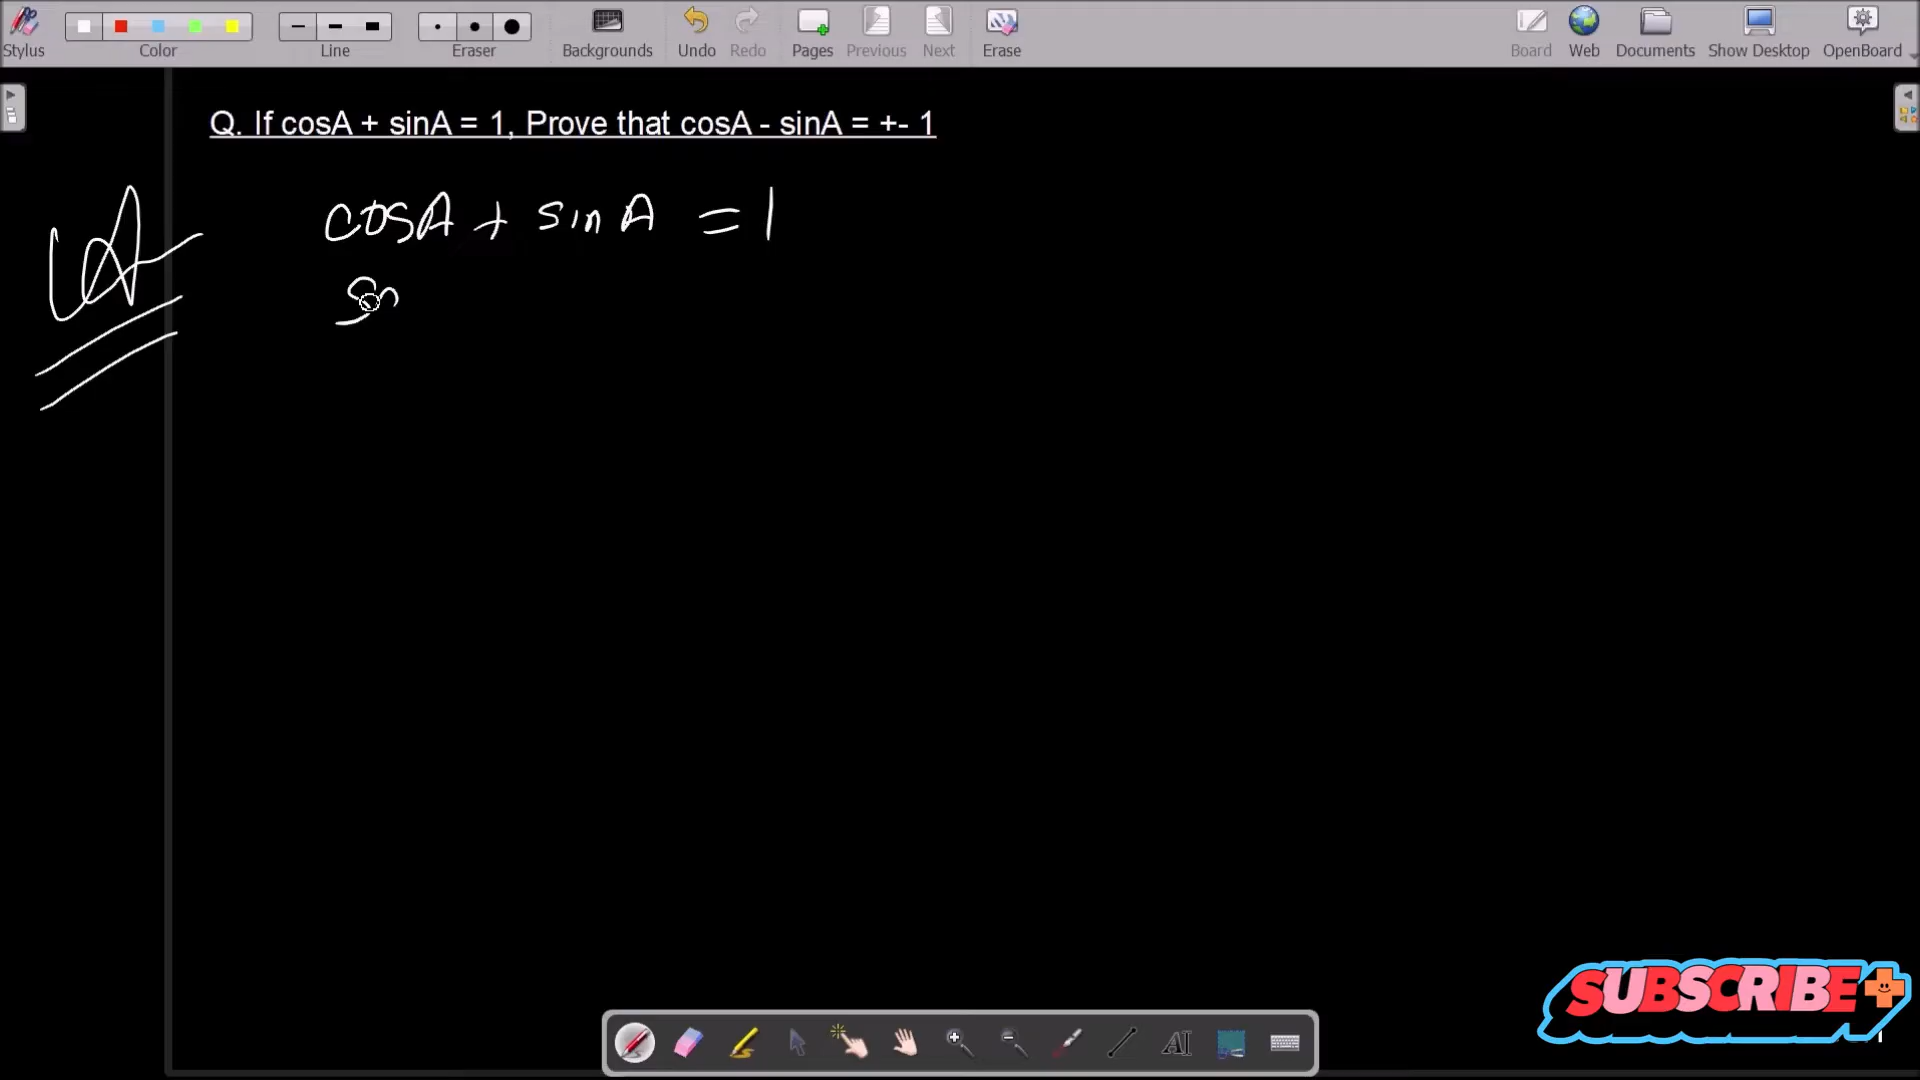 Stylus Color Line Eraser Backgrounds Undo Redo Pages Previous Next Erase Board Web Documents Show Desktop OpenBoard
Q. If cosA + sinA = 1, Prove that cosA - sinA = +- 1
cosA + sinA = 1
SUBSCRIBE